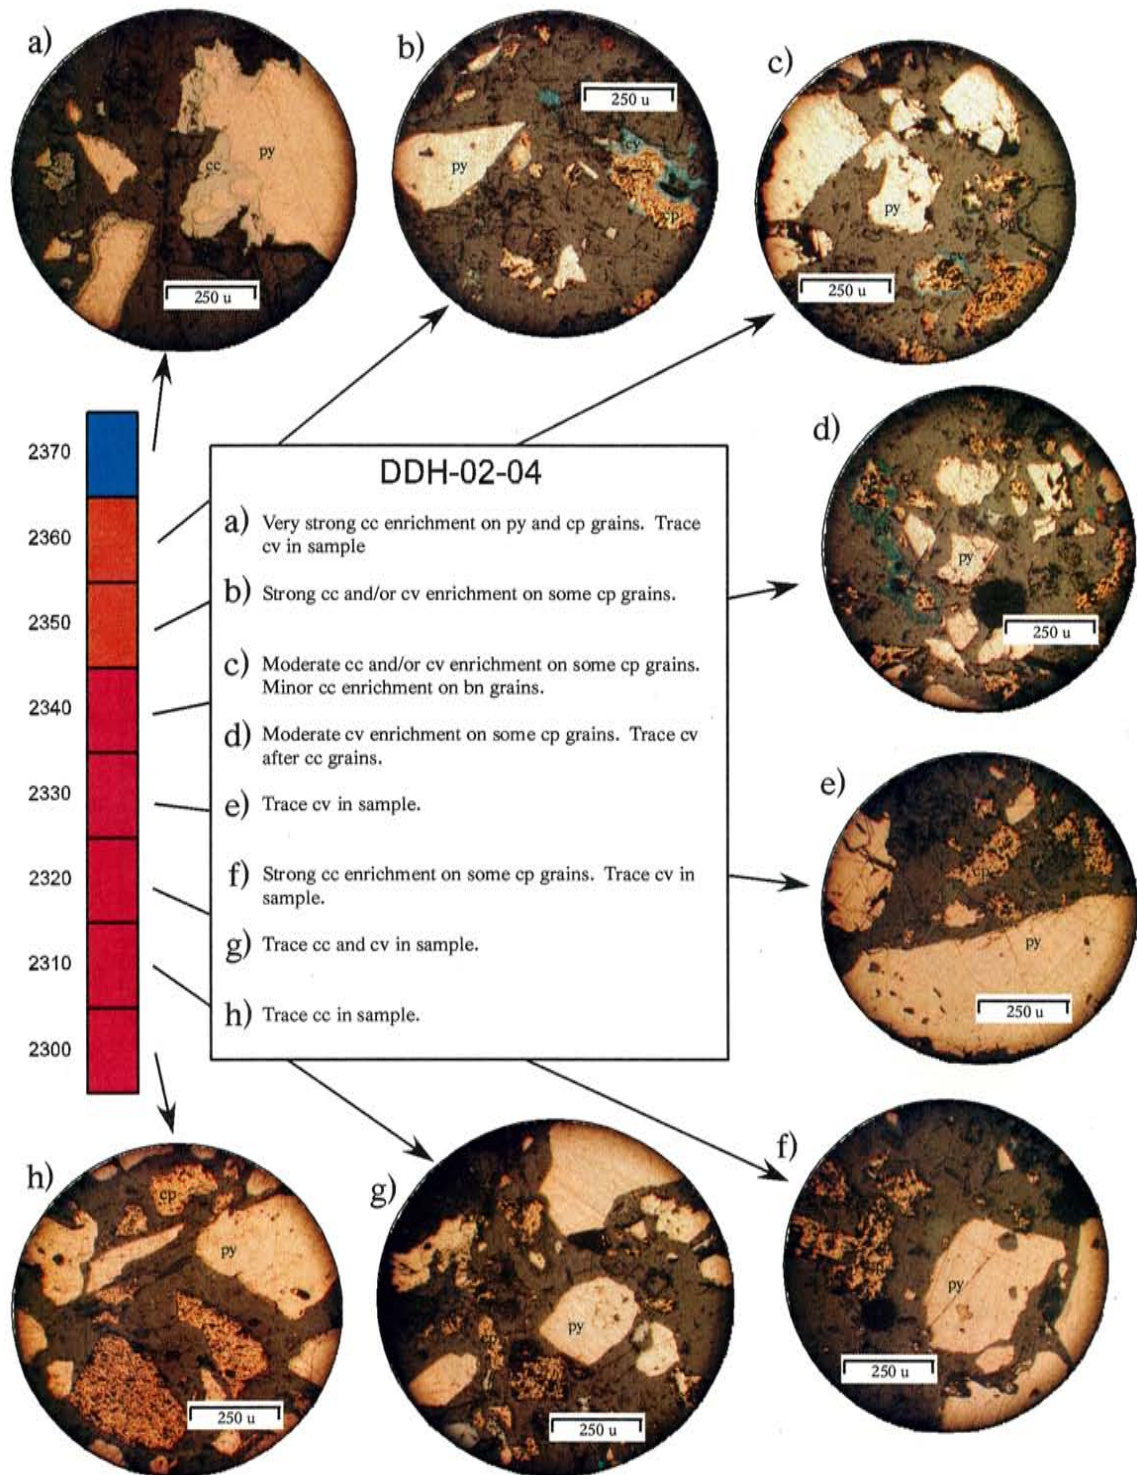 a)
cc
py
250 u
b)
250 u
cv
py
cp
c)
py
250 u
2370
2360
2350
2340
2330
2320
2310
2300
DDH-02-04
a) Very strong cc enrichment on py and cp grains. Trace
cv in sample
b) Strong cc and/or cv enrichment on some cp grains.
c) Moderate cc and/or cv enrichment on some cp grains.
Minor cc enrichment on bn grains.
d) Moderate cv enrichment on some cp grains. Trace cv
after cc grains.
e) Trace cv in sample.
f) Strong cc enrichment on some cp grains. Trace cv in
sample.
g) Trace cc and cv in sample.
h) Trace cc in sample.
d)
py
250 u
e)
cp
py
250 u
f)
py
250 u
g)
cp
py
250 u
h)
cp
py
250 u